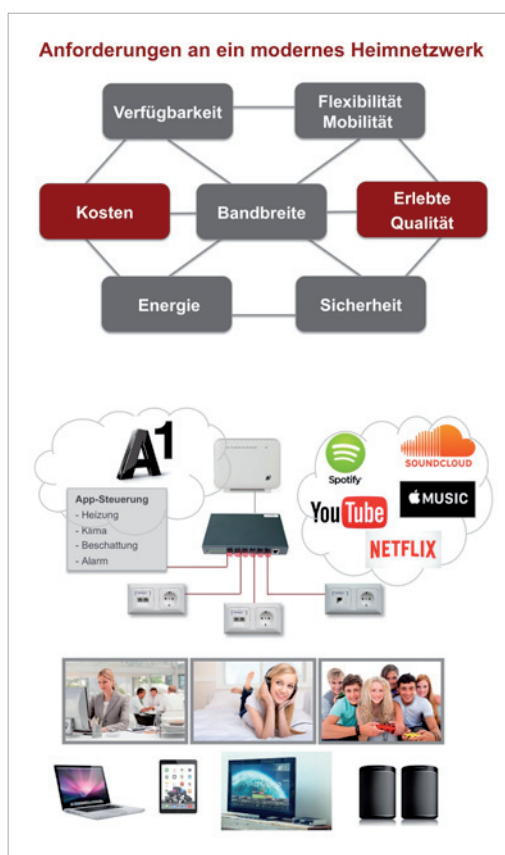 Anforderungen an ein modernes Heimnetzwerk
Verfügbarkeit
Flexibilität
Mobilität
Kosten
Bandbreite
Erlebte
Qualität
Energie
Sicherheit
A1
App-Steuerung
- Heizung
- Klima
- Beschattung
- Alarm
Spotify
SOUNDCLOUD
YouTube
MUSIC
NETFLIX